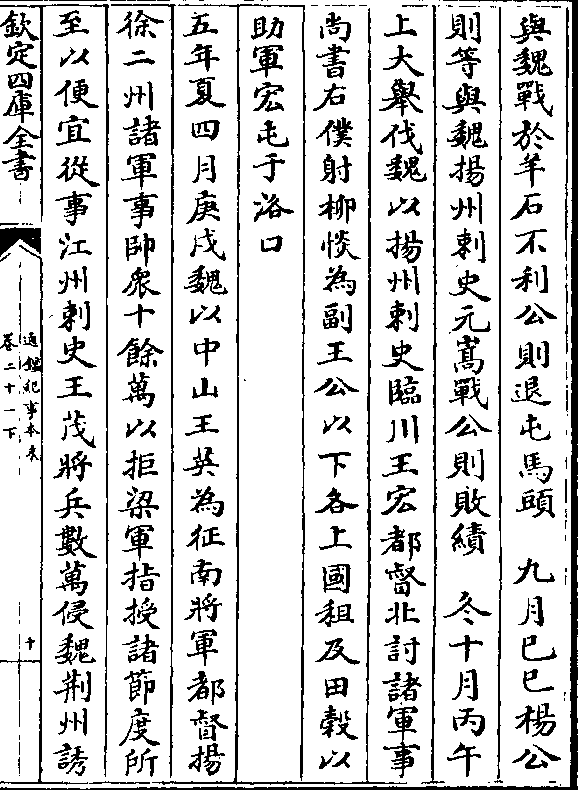 與魏戰於羊石不利公則退屯馬頭　九月己巳楊公
則等與魏揚州刺史元嵩戰公則敗績　冬十月丙午
上大舉伐魏以揚州刺史臨川王宏都督北討諸軍事
尚書右僕射柳惔為副王公以下各上國租及田穀以
助軍宏屯于洛口
五年夏四月庚戌魏以中山王英為征南將軍都督揚
徐二州諸軍事帥衆十餘萬以拒梁軍指授諸節度所
至以便宜從事江州刺史王茂將兵數萬侵魏荆州誘
欽定四庫全書
通鑑紀事本末
卷二十一下
十